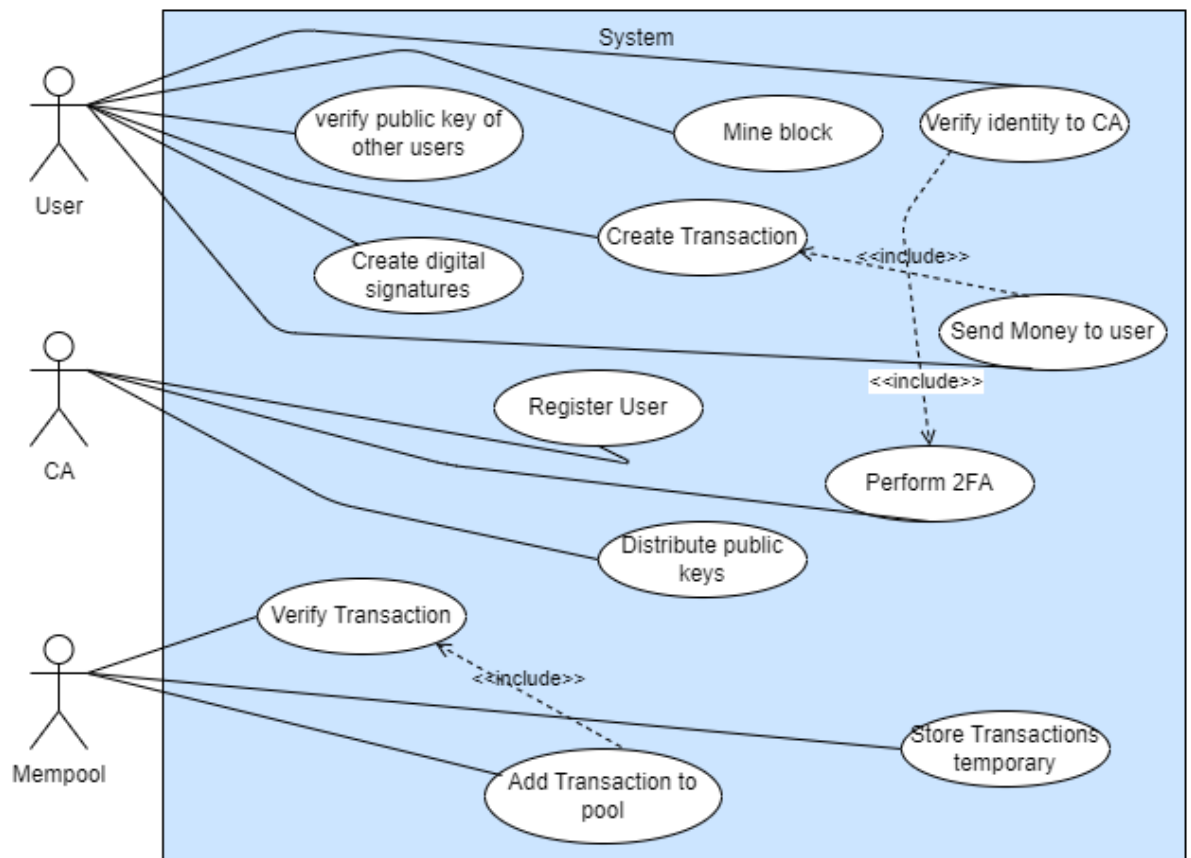 System
verify public key of
other users
Mine block
Verify identity to CA
User
Create Transaction
<<include>>
Create digital
signatures
Send Money to user
<<include>>
Register User
CA
Perform 2FA
Distribute public
keys
Verify Transaction
<<include>>
Store Transactions
temporary
Mempool
Add Transaction to
pool